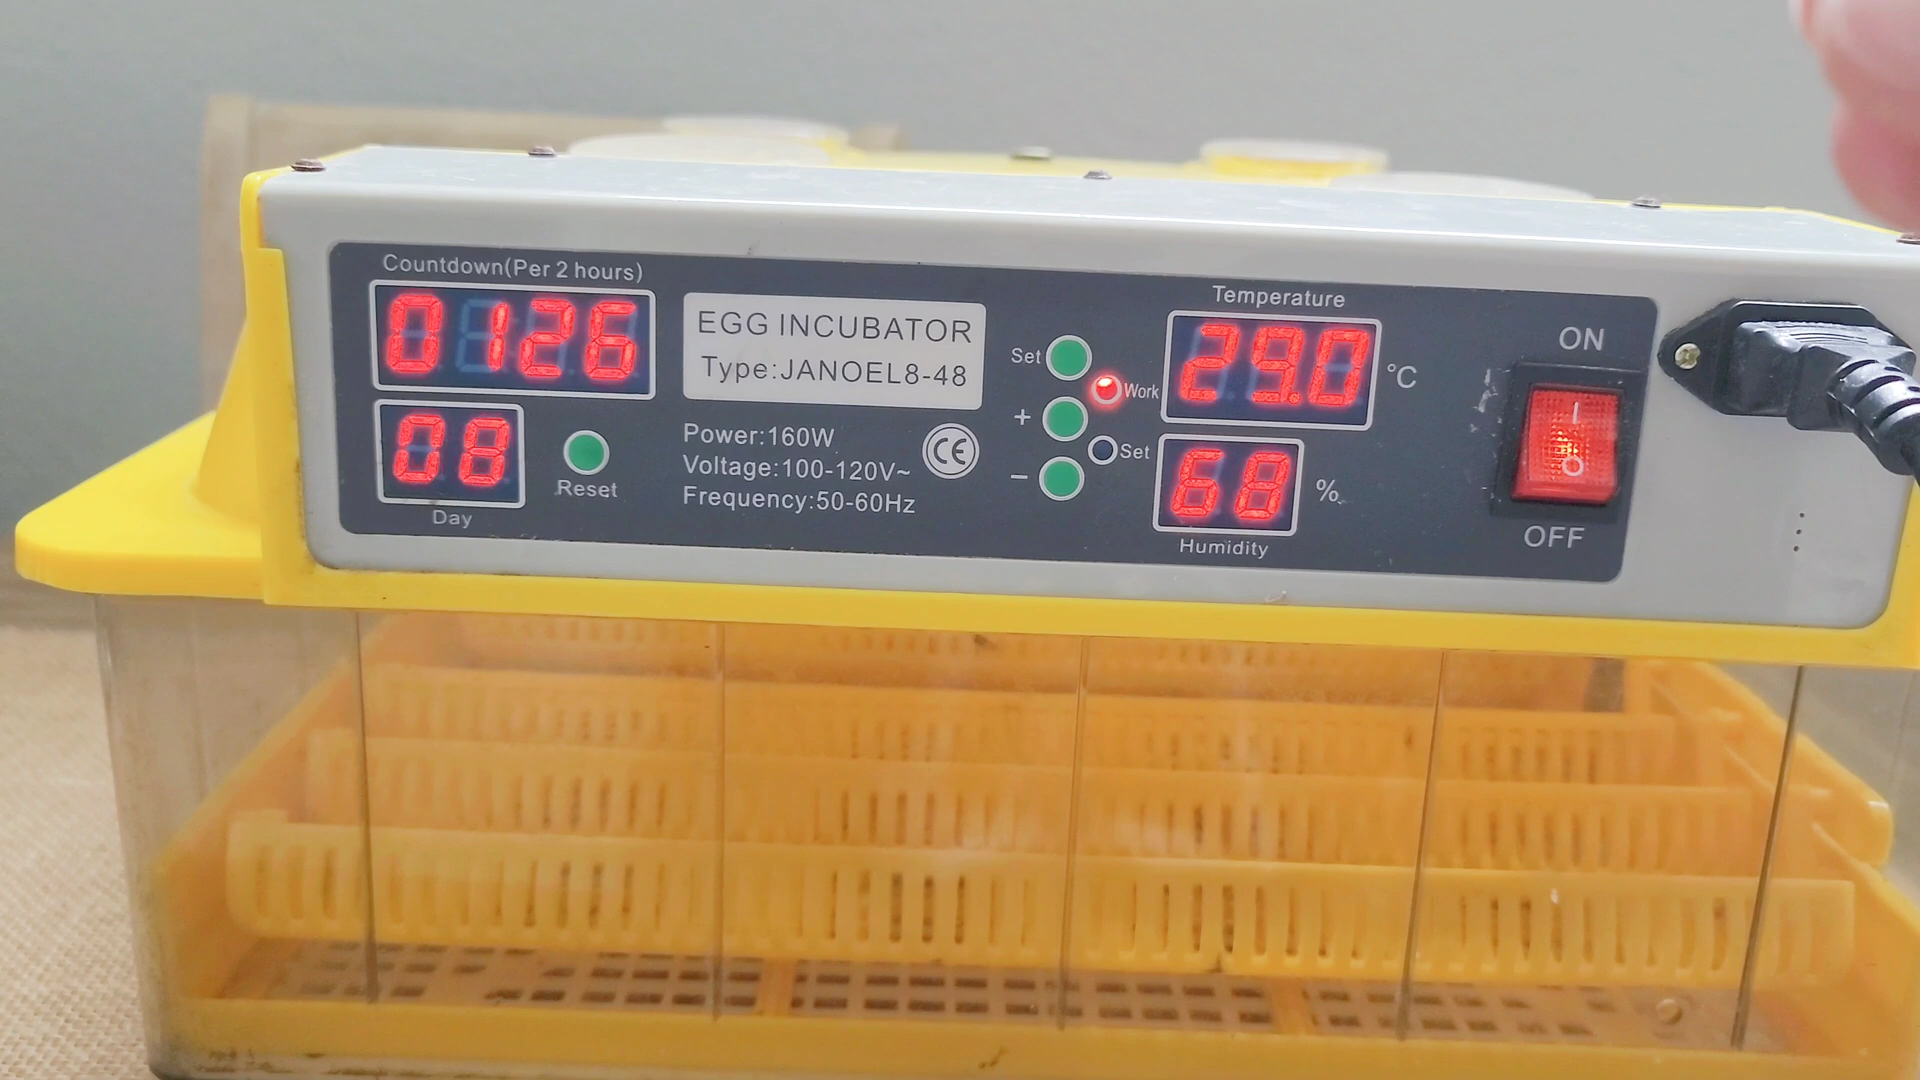 Countdown(Per 2 hours)
0126
08
Day
Reset
EGG INCUBATOR
Type:JANOEL8-48
Power:160W
Voltage:100-120V~
Frequency:50-60Hz
CE
Set
Work
+
Set
−
Temperature
29.0 °C
68 %
Humidity
ON
I
O
OFF